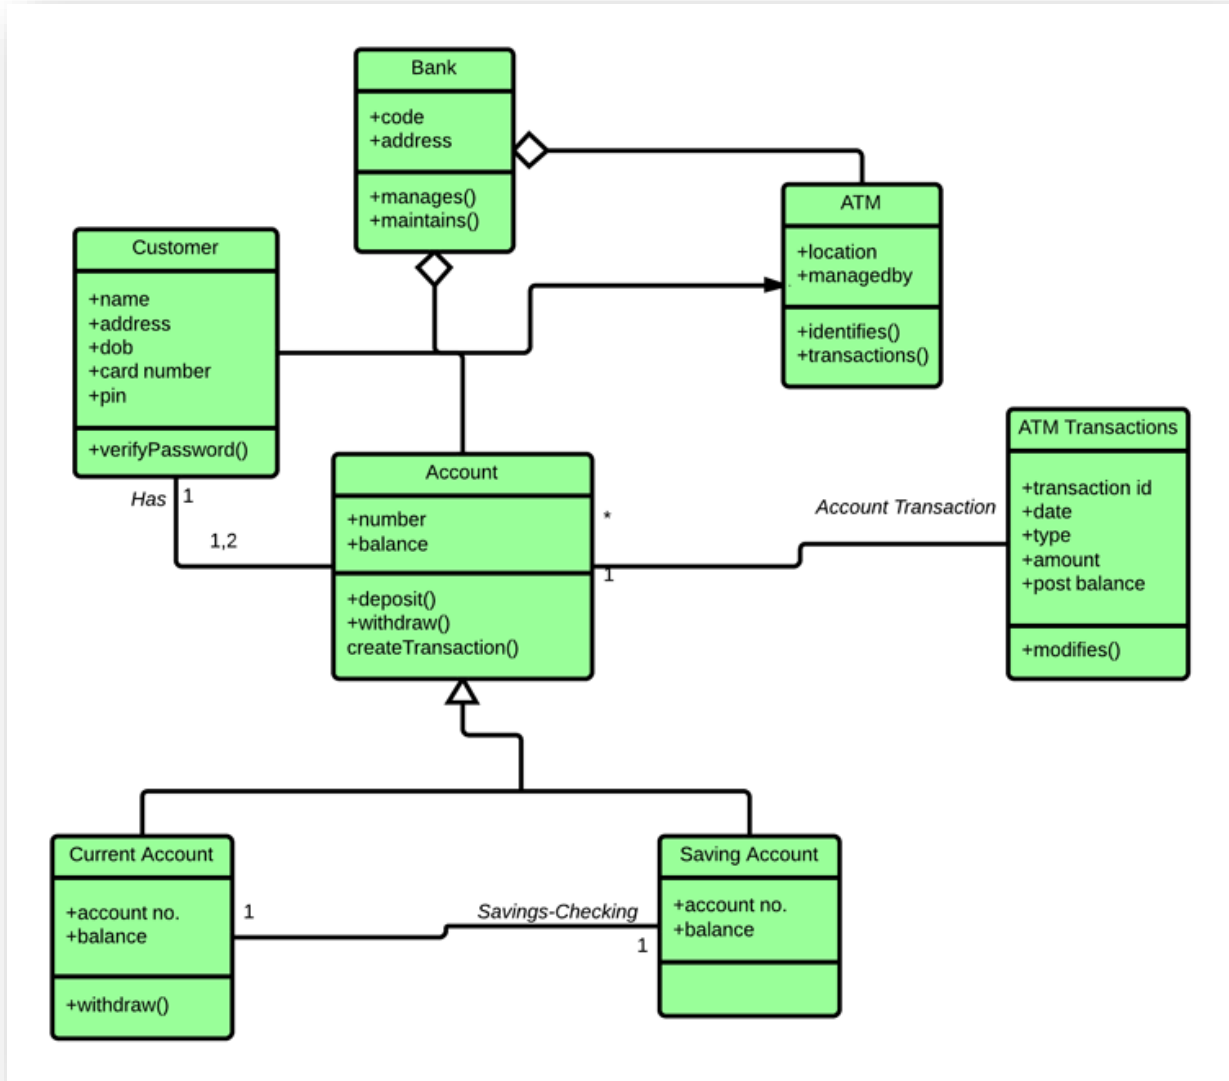 Bank
+code
+address
+manages()
+maintains()
ATM
+location
+managedby
+identifies()
+transactions()
Customer
+name
+address
+dob
+card number
+pin
+verifyPassword()
Has
1
1,2
Account
+number
+balance
+deposit()
+withdraw()
createTransaction()
*
1
Account Transaction
ATM Transactions
+transaction id
+date
+type
+amount
+post balance
+modifies()
Current Account
+account no.
+balance
+withdraw()
1
Savings-Checking
1
Saving Account
+account no.
+balance